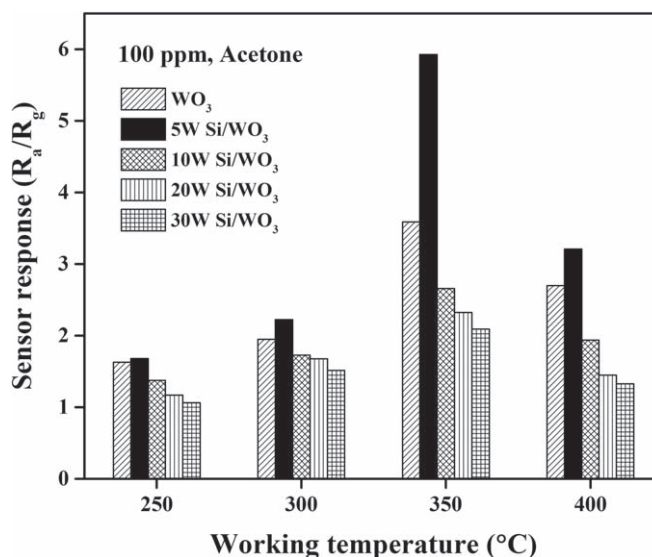 100 ppm, Acetone
WO₃
5W Si/WO₃
10W Si/WO₃
20W Si/WO₃
30W Si/WO₃
Sensor response (Rₐ/R_g)
6
5
4
3
2
1
0
250 300 350 400
Working temperature (°C)